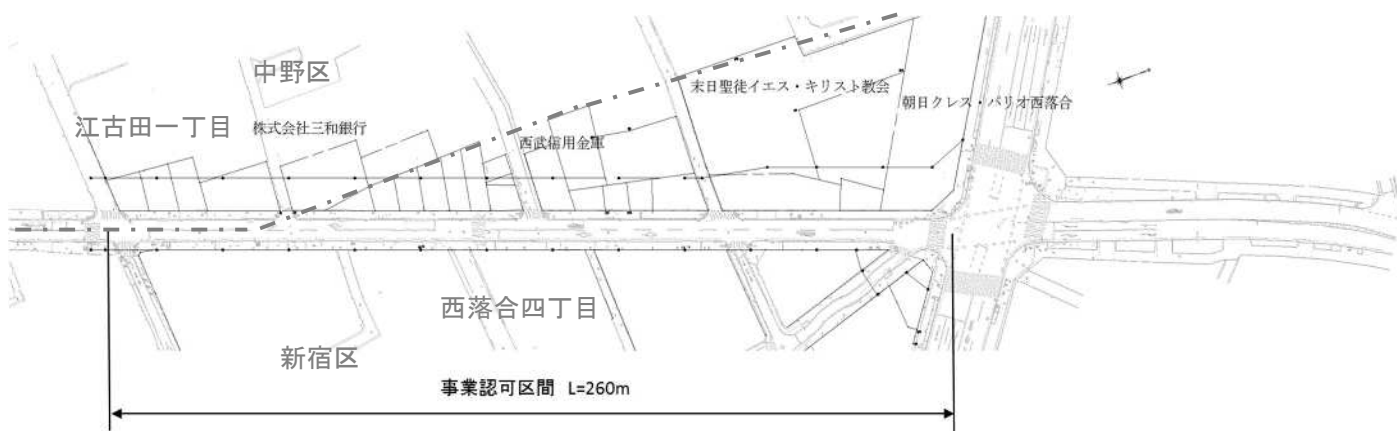 中野区
江古田一丁目
株式会社三和銀行
西武信用金庫
末日聖徒イエス・キリスト教会
朝日クレス・パリオ西落合
西落合四丁目
新宿区
事業認可区間 L=260m